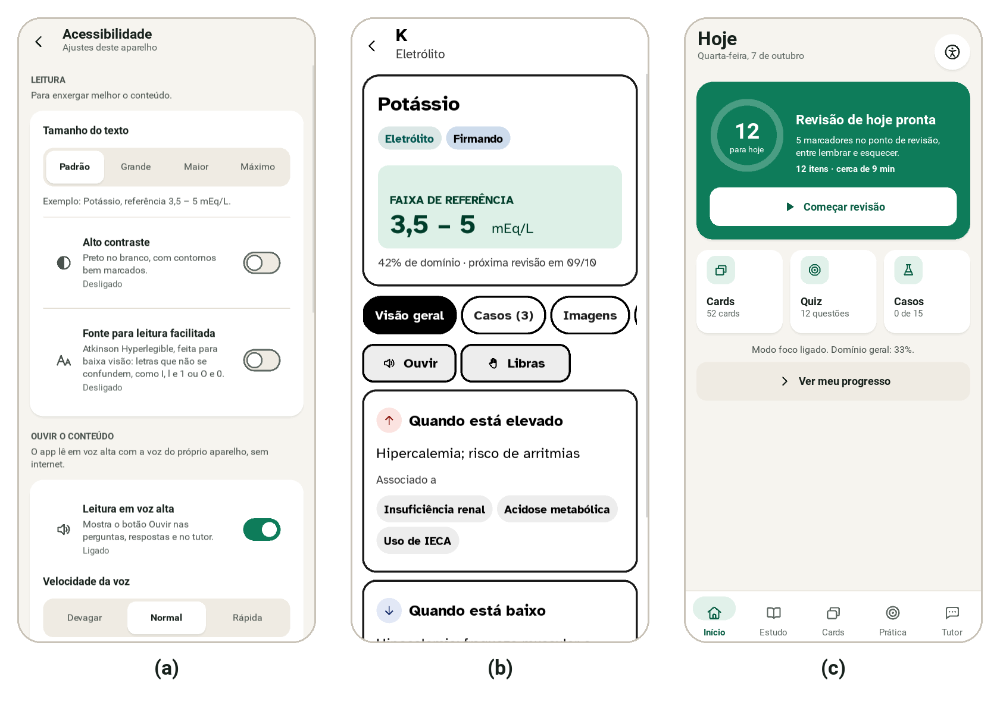 Acessibilidade
Ajustes deste aparelho
LEITURA
Para enxergar melhor o conteúdo.
Tamanho do texto
Padrão Grande Maior Máximo
Exemplo: Potássio, referência 3,5 – 5 mEq/L.
Alto contraste
Preto no branco, com contornos
bem marcados.
Desligado
Fonte para leitura facilitada
Atkinson Hyperlegible, feita para
baixa visão: letras que não se
confundem, como I, l e 1 ou O e 0.
Desligado
OUVIR O CONTEÚDO
O app lê em voz alta com a voz do próprio aparelho, sem
internet.
Leitura em voz alta
Mostra o botão Ouvir nas
perguntas, respostas e no tutor.
Ligado
Velocidade da voz
Devagar Normal Rápida
(a)
K
Eletrólito
Potássio
Eletrólito Firmando
FAIXA DE REFERÊNCIA
3,5 – 5 mEq/L
42% de domínio · próxima revisão em 09/10
Visão geral Casos (3) Imagens
Ouvir Libras
Quando está elevado
Hipercalemia; risco de arritmias
Associado a
Insuficiência renal Acidose metabólica
Uso de IECA
Quando está baixo
(b)
Hoje
Quarta-feira, 7 de outubro
12
para hoje
Revisão de hoje pronta
5 marcadores no ponto de revisão,
entre lembrar e esquecer.
12 itens · cerca de 9 min
Começar revisão
Cards
52 cards
Quiz
12 questões
Casos
0 de 15
Modo foco ligado. Domínio geral: 33%.
Ver meu progresso
Início Estudo Cards Prática Tutor
(c)